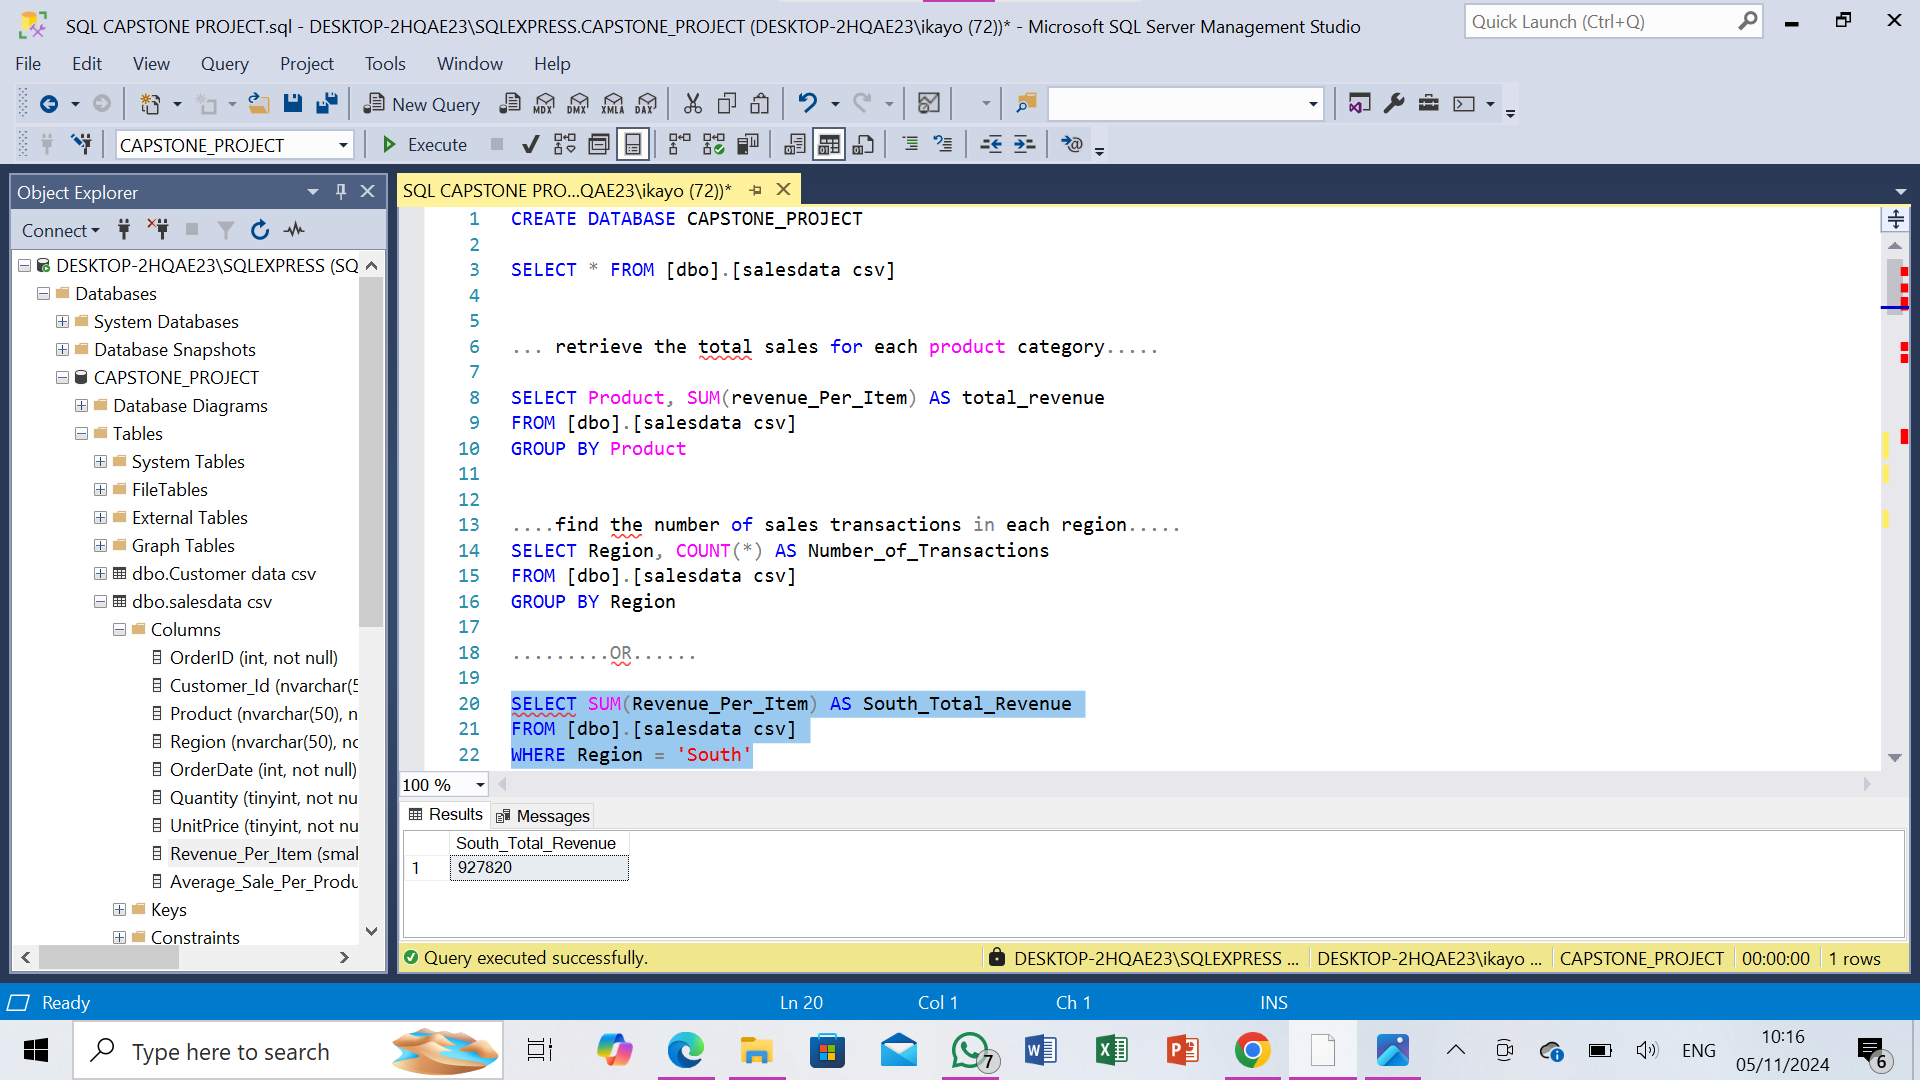 SQL CAPSTONE PROJECT.sql - DESKTOP-2HQAE23\SQLEXPRESS.CAPSTONE_PROJECT (DESKTOP-2HQAE23\ikayo (72))* - Microsoft SQL Server Management Studio
Quick Launch (Ctrl+Q)
File Edit View Query Project Tools Window Help
New Query MDX DMX XMLA DAX
CAPSTONE_PROJECT Execute
Object Explorer
Connect
DESKTOP-2HQAE23\SQLEXPRESS (SQ
Databases
System Databases
Database Snapshots
CAPSTONE_PROJECT
Database Diagrams
Tables
System Tables
FileTables
External Tables
Graph Tables
dbo.Customer data csv
dbo.salesdata csv
Columns
OrderID (int, not null)
Customer_Id (nvarchar(5
Product (nvarchar(50), n
Region (nvarchar(50), nc
OrderDate (int, not null)
Quantity (tinyint, not nu
UnitPrice (tinyint, not nu
Revenue_Per_Item (smal
Average_Sale_Per_Produ
Keys
Constraints
SQL CAPSTONE PRO...QAE23\ikayo (72))*
1 CREATE DATABASE CAPSTONE_PROJECT
2
3 SELECT * FROM [dbo].[salesdata csv]
4
5
6 ... retrieve the total sales for each product category.....
7
8 SELECT Product, SUM(revenue_Per_Item) AS total_revenue
9 FROM [dbo].[salesdata csv]
10 GROUP BY Product
11
12
13 ....find the number of sales transactions in each region.....
14 SELECT Region, COUNT(*) AS Number_of_Transactions
15 FROM [dbo].[salesdata csv]
16 GROUP BY Region
17
18 .........OR......
19
20 SELECT SUM(Revenue_Per_Item) AS South_Total_Revenue
21 FROM [dbo].[salesdata csv]
22 WHERE Region = 'South'
100 %
Results Messages
South_Total_Revenue
1 927820
Query executed successfully. DESKTOP-2HQAE23\SQLEXPRESS ... DESKTOP-2HQAE23\ikayo ... CAPSTONE_PROJECT 00:00:00 1 rows
Ready Ln 20 Col 1 Ch 1 INS
Type here to search
7
ENG
10:16
05/11/2024
6